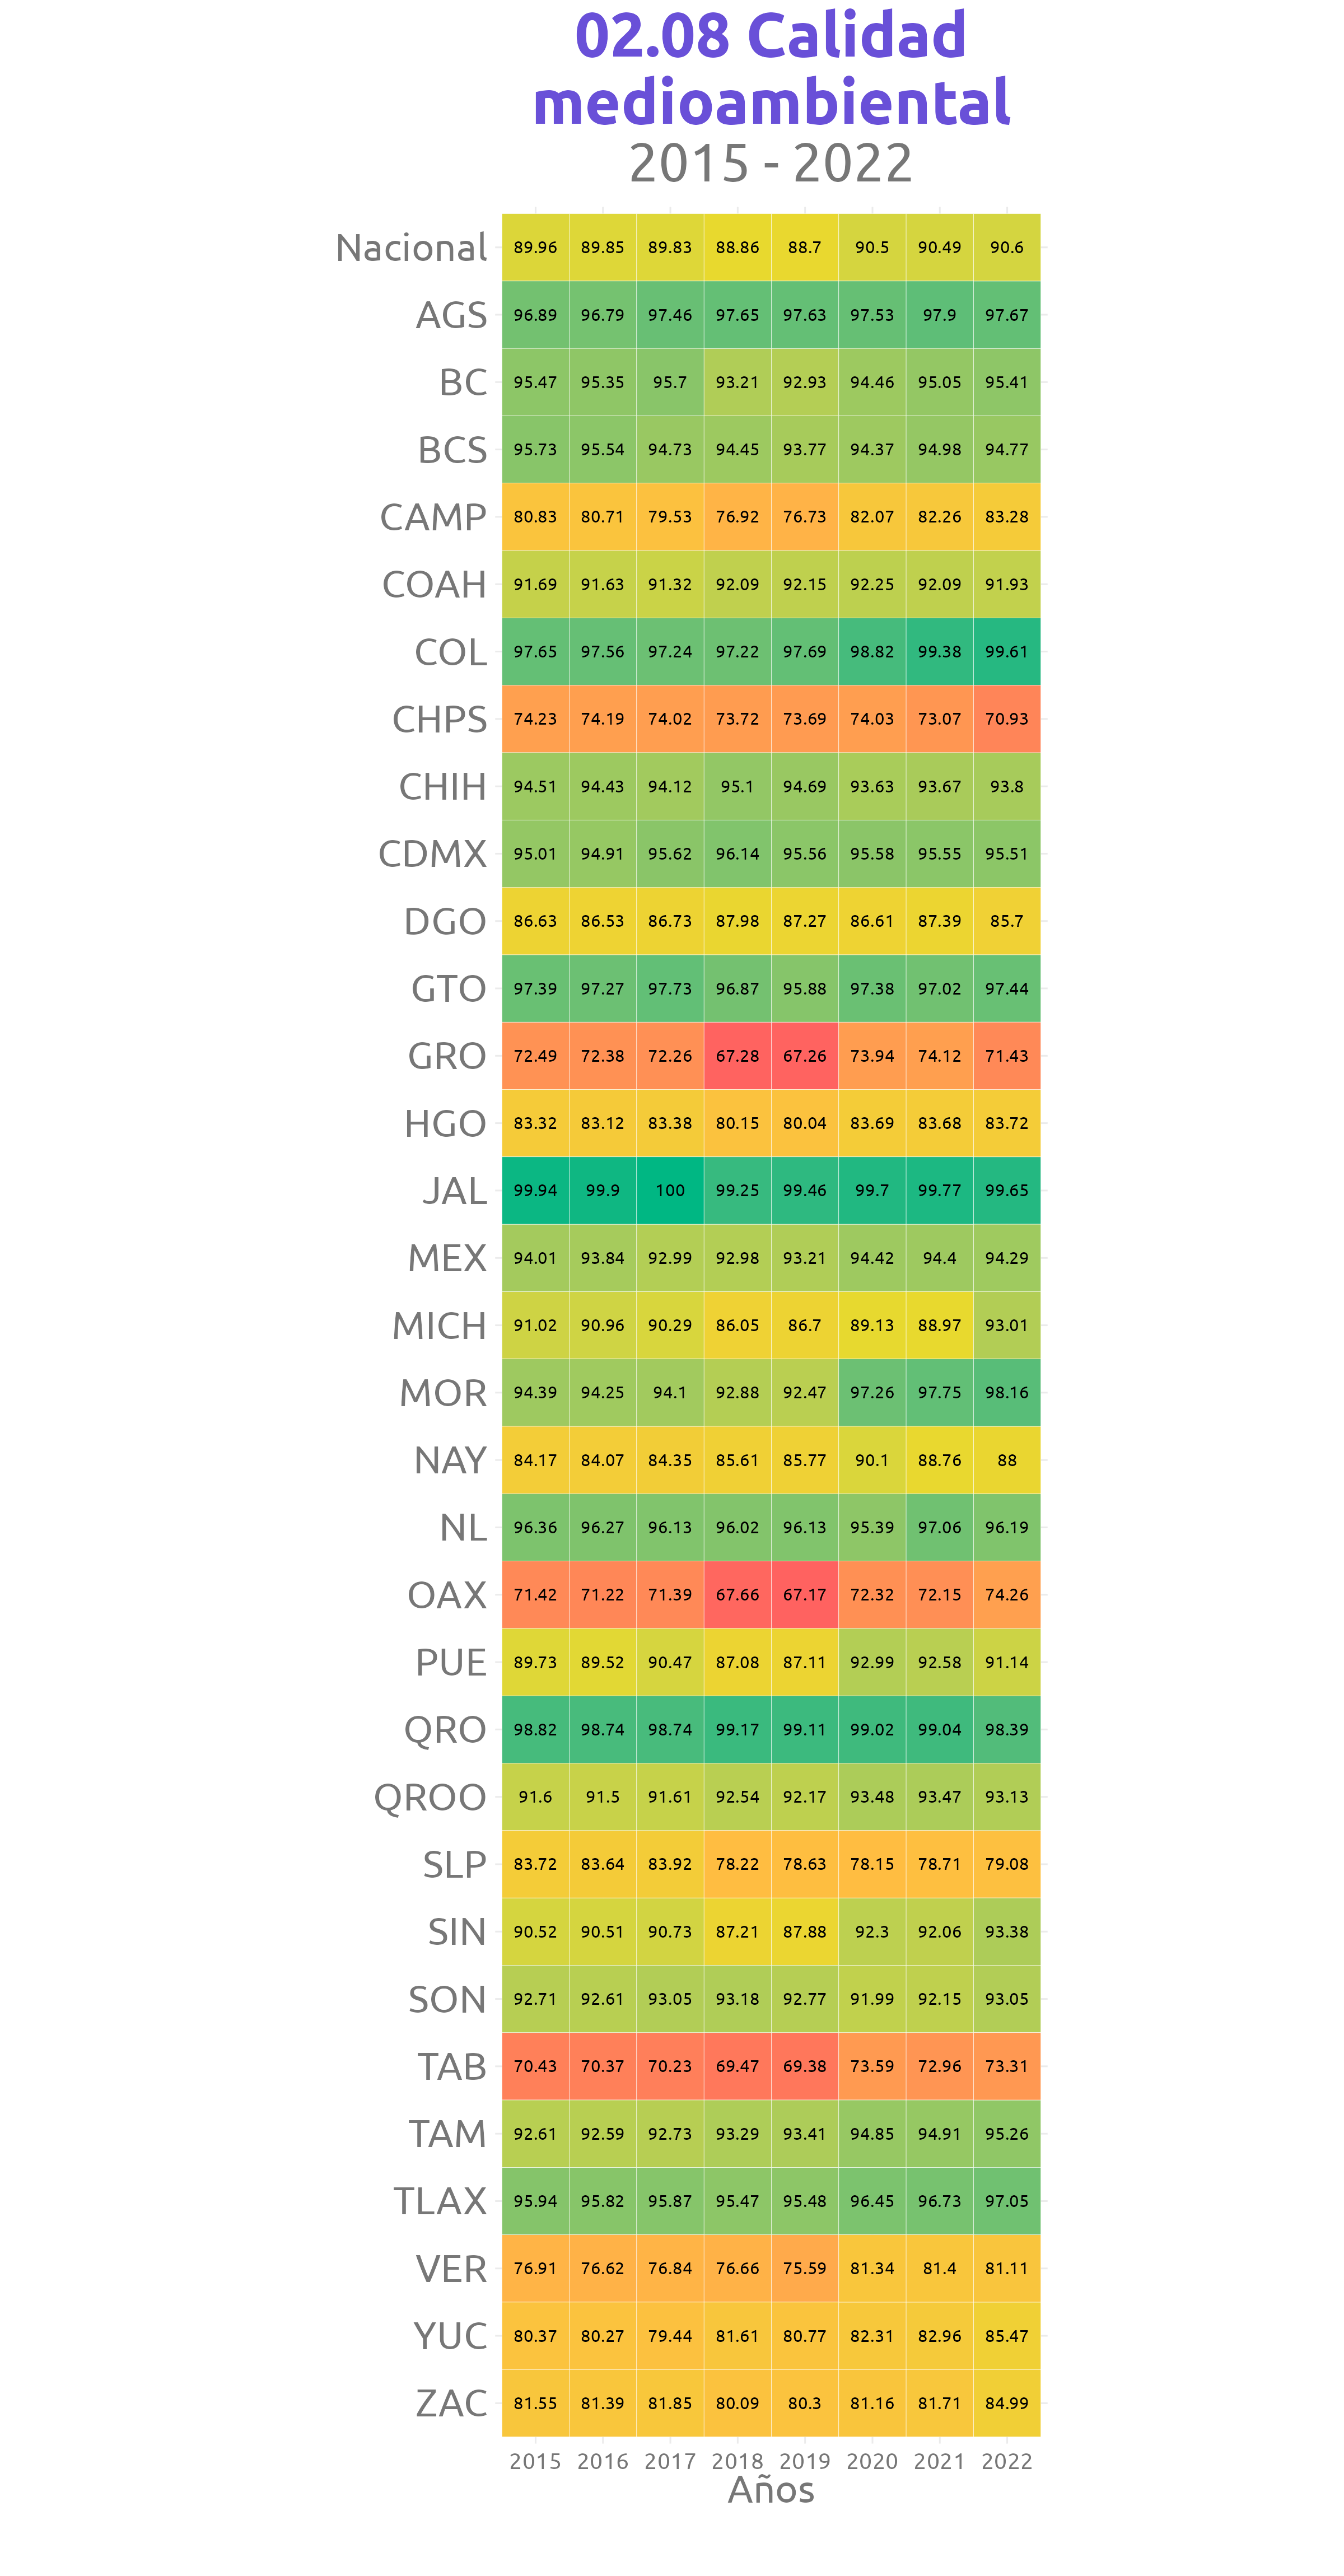 02.08 Calidad
medioambiental
2015 - 2022
Nacional 89.96 89.85 89.83 88.86 88.7 90.5 90.49 90.6
AGS 96.89 96.79 97.46 97.65 97.63 97.53 97.9 97.67
BC 95.47 95.35 95.7 93.21 92.93 94.46 95.05 95.41
BCS 95.73 95.54 94.73 94.45 93.77 94.37 94.98 94.77
CAMP 80.83 80.71 79.53 76.92 76.73 82.07 82.26 83.28
COAH 91.69 91.63 91.32 92.09 92.15 92.25 92.09 91.93
COL 97.65 97.56 97.24 97.22 97.69 98.82 99.38 99.61
CHPS 74.23 74.19 74.02 73.72 73.69 74.03 73.07 70.93
CHIH 94.51 94.43 94.12 95.1 94.69 93.63 93.67 93.8
CDMX 95.01 94.91 95.62 96.14 95.56 95.58 95.55 95.51
DGO 86.63 86.53 86.73 87.98 87.27 86.61 87.39 85.7
GTO 97.39 97.27 97.73 96.87 95.88 97.38 97.02 97.44
GRO 72.49 72.38 72.26 67.28 67.26 73.94 74.12 71.43
HGO 83.32 83.12 83.38 80.15 80.04 83.69 83.68 83.72
JAL 99.94 99.9 100 99.25 99.46 99.7 99.77 99.65
MEX 94.01 93.84 92.99 92.98 93.21 94.42 94.4 94.29
MICH 91.02 90.96 90.29 86.05 86.7 89.13 88.97 93.01
MOR 94.39 94.25 94.1 92.88 92.47 97.26 97.75 98.16
NAY 84.17 84.07 84.35 85.61 85.77 90.1 88.76 88
NL 96.36 96.27 96.13 96.02 96.13 95.39 97.06 96.19
OAX 71.42 71.22 71.39 67.66 67.17 72.32 72.15 74.26
PUE 89.73 89.52 90.47 87.08 87.11 92.99 92.58 91.14
QRO 98.82 98.74 98.74 99.17 99.11 99.02 99.04 98.39
QROO 91.6 91.5 91.61 92.54 92.17 93.48 93.47 93.13
SLP 83.72 83.64 83.92 78.22 78.63 78.15 78.71 79.08
SIN 90.52 90.51 90.73 87.21 87.88 92.3 92.06 93.38
SON 92.71 92.61 93.05 93.18 92.77 91.99 92.15 93.05
TAB 70.43 70.37 70.23 69.47 69.38 73.59 72.96 73.31
TAM 92.61 92.59 92.73 93.29 93.41 94.85 94.91 95.26
TLAX 95.94 95.82 95.87 95.47 95.48 96.45 96.73 97.05
VER 76.91 76.62 76.84 76.66 75.59 81.34 81.4 81.11
YUC 80.37 80.27 79.44 81.61 80.77 82.31 82.96 85.47
ZAC 81.55 81.39 81.85 80.09 80.3 81.16 81.71 84.99
2015 2016 2017 2018 2019 2020 2021 2022
Años